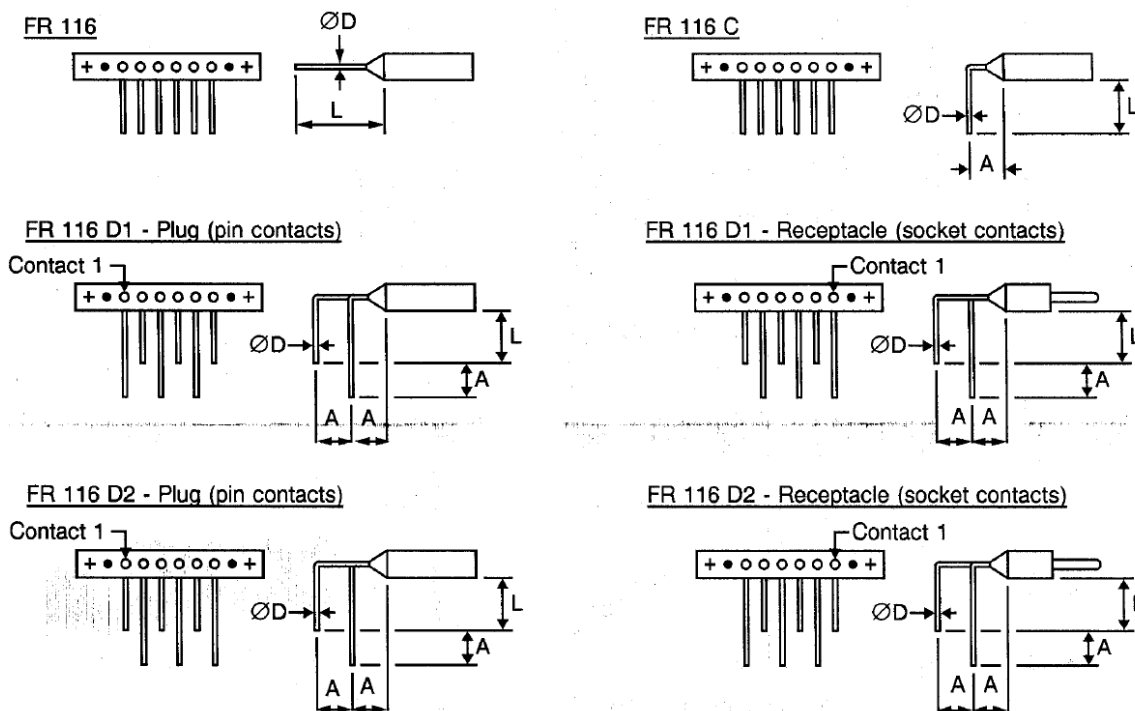 FR 116
ØD
L
FR 116 C
ØD
L
A
FR 116 D1 - Plug (pin contacts)
Contact 1
ØD
L
A
A
A
FR 116 D1 - Receptacle (socket contacts)
Contact 1
ØD
L
A
A
A
FR 116 D2 - Plug (pin contacts)
Contact 1
ØD
L
A
A
A
FR 116 D2 - Receptacle (socket contacts)
Contact 1
ØD
A
A
A